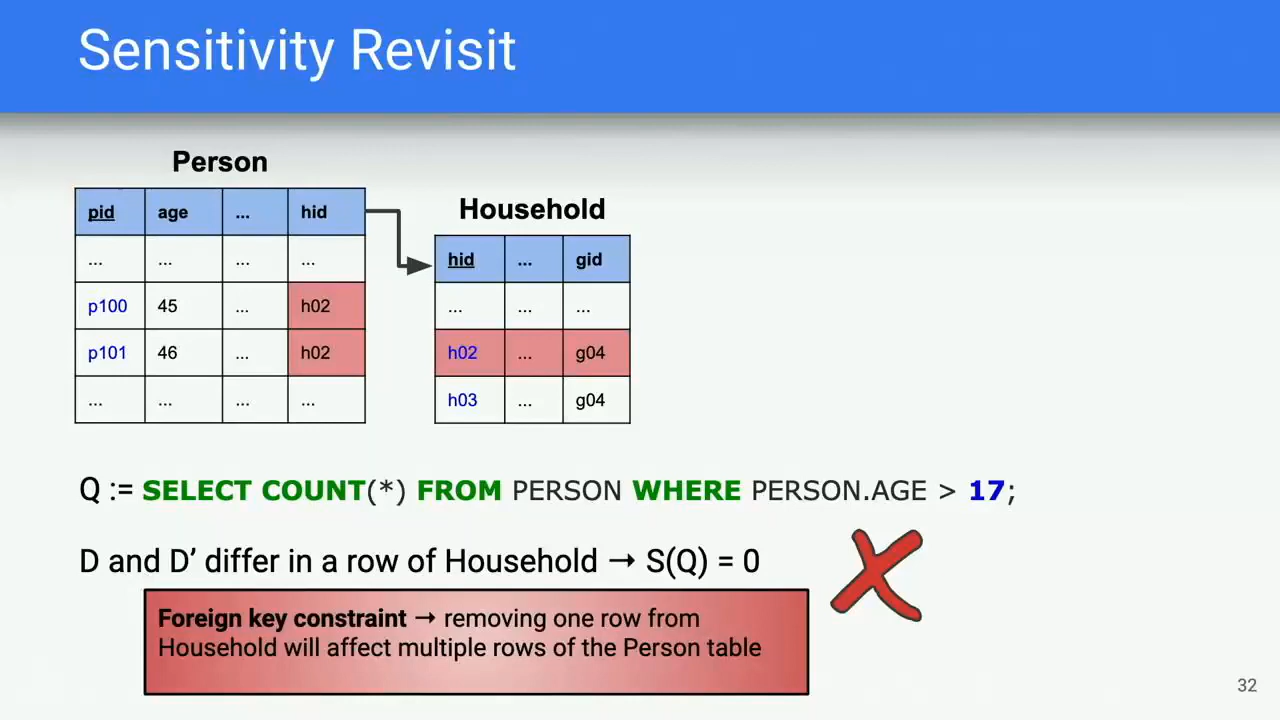 Sensitivity Revisit
Person
pid age ... hid
... ... ... ...
p100 45 ... h02
p101 46 ... h02
... ... ... ...
Household
hid ... gid
... ... ...
h02 ... g04
h03 ... g04
Q := SELECT COUNT(*) FROM PERSON WHERE PERSON.AGE > 17;
D and D’ differ in a row of Household → S(Q) = 0
Foreign key constraint → removing one row from
Household will affect multiple rows of the Person table
32